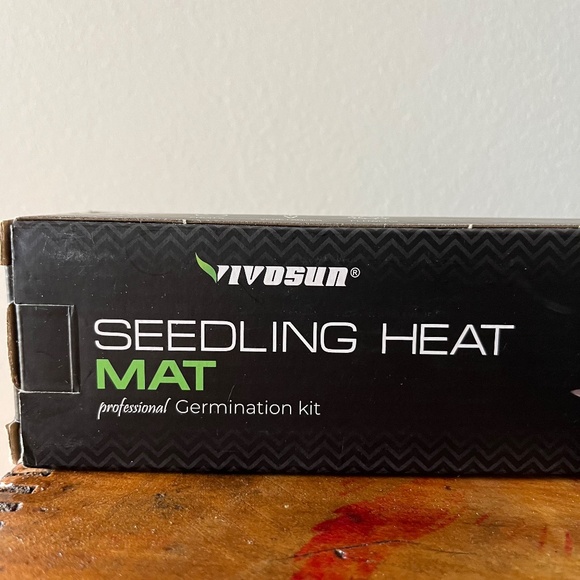 VIVOSUN®
SEEDLING HEAT
MAT
professional Germination kit